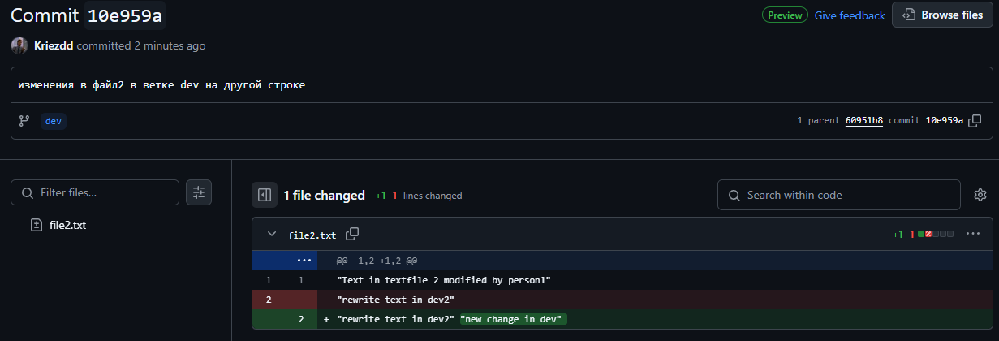 Commit 10e959a
Preview Give feedback Browse files
Kriezdd committed 2 minutes ago
изменения в файл2 в ветке dev на другой строке
dev
1 parent 60951b8 commit 10e959a
Filter files...
file2.txt
1 file changed +1 -1 lines changed
Search within code
file2.txt
+1 -1
@@ -1,2 +1,2 @@
1 1 "Text in textfile 2 modified by person1"
2 - "rewrite text in dev2"
2 + "rewrite text in dev2" "new change in dev"